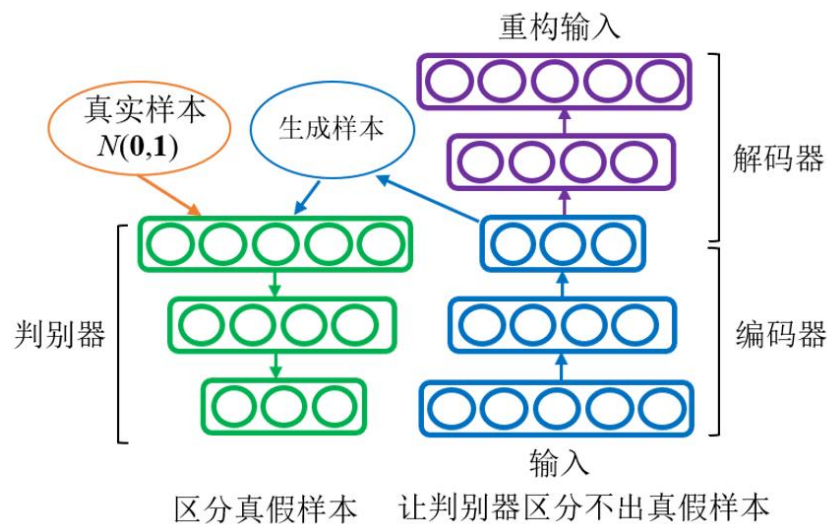 重构输入
真实样本
N(0,1)
生成样本
解码器
判别器
编码器
输入
区分真假样本
让判别器区分不出真假样本